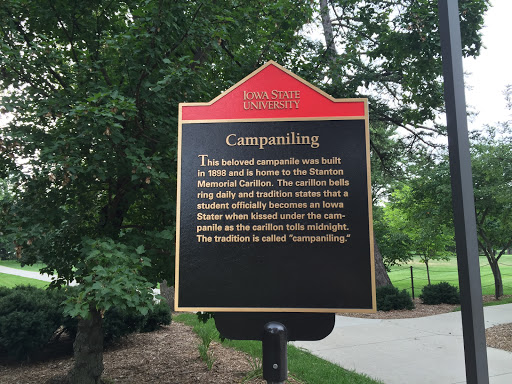 IOWA STATE
UNIVERSITY
Campaniling
This beloved campanile was built
in 1898 and is home to the Stanton
Memorial Carillon. The carillon bells
ring daily and tradition states that a
student officially becomes an Iowa
Stater when kissed under the cam-
panile as the carillon tolls midnight.
The tradition is called "campaniling."